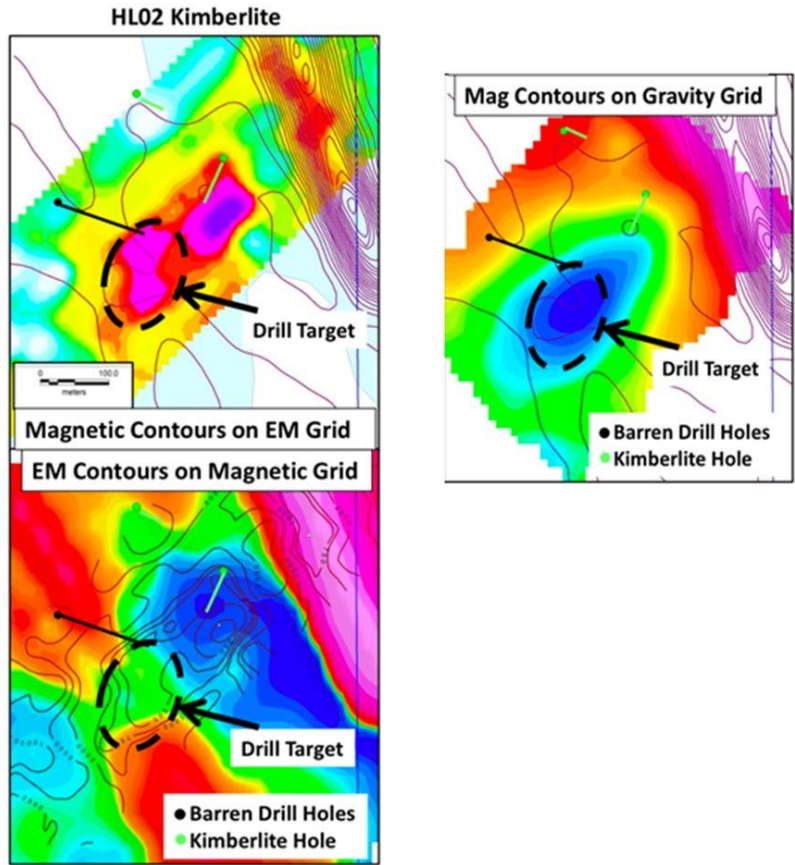 HL02 Kimberlite
Drill Target
0 100.0
meters
Magnetic Contours on EM Grid
EM Contours on Magnetic Grid
Drill Target
Barren Drill Holes
Kimberlite Hole
Mag Contours on Gravity Grid
Drill Target
Barren Drill Holes
Kimberlite Hole